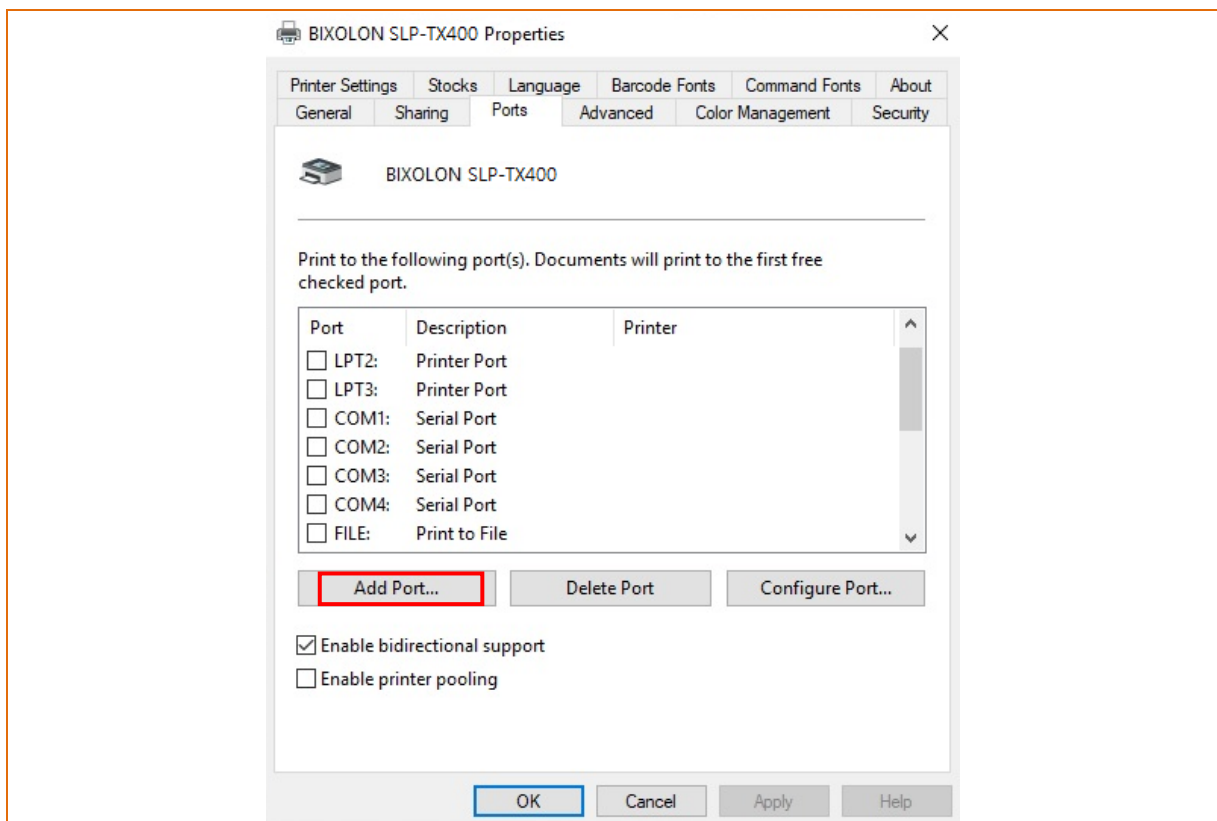 BIXOLON SLP-TX400 Properties
Printer Settings Stocks Language Barcode Fonts Command Fonts About
General Sharing Ports Advanced Color Management Security
BIXOLON SLP-TX400
Print to the following port(s). Documents will print to the first free
checked port.
Port Description Printer
LPT2: Printer Port
LPT3: Printer Port
COM1: Serial Port
COM2: Serial Port
COM3: Serial Port
COM4: Serial Port
FILE: Print to File
Add Port... Delete Port Configure Port...
Enable bidirectional support
Enable printer pooling
OK Cancel Apply Help